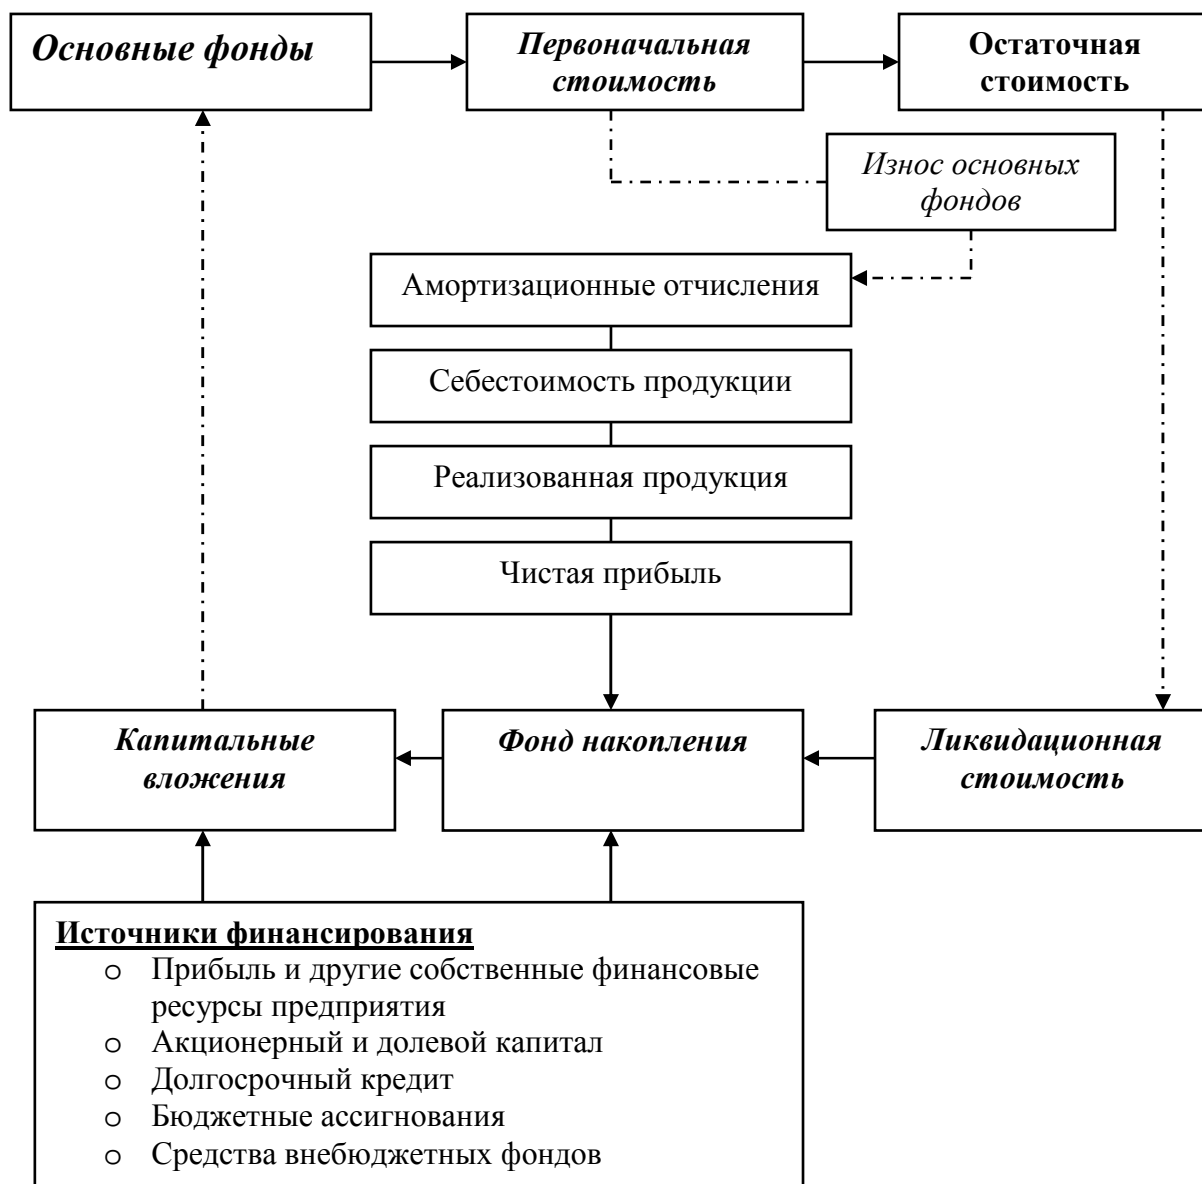 Основные фонды
Первоначальная
стоимость
Остаточная
стоимость
Износ основных
фондов
Амортизационные отчисления
Себестоимость продукции
Реализованная продукция
Чистая прибыль
Капитальные
вложения
Фонд накопления
Ликвидационная
стоимость
Источники финансирования
o Прибыль и другие собственные финансовые
ресурсы предприятия
o Акционерный и долевой капитал
o Долгосрочный кредит
o Бюджетные ассигнования
o Средства внебюджетных фондов